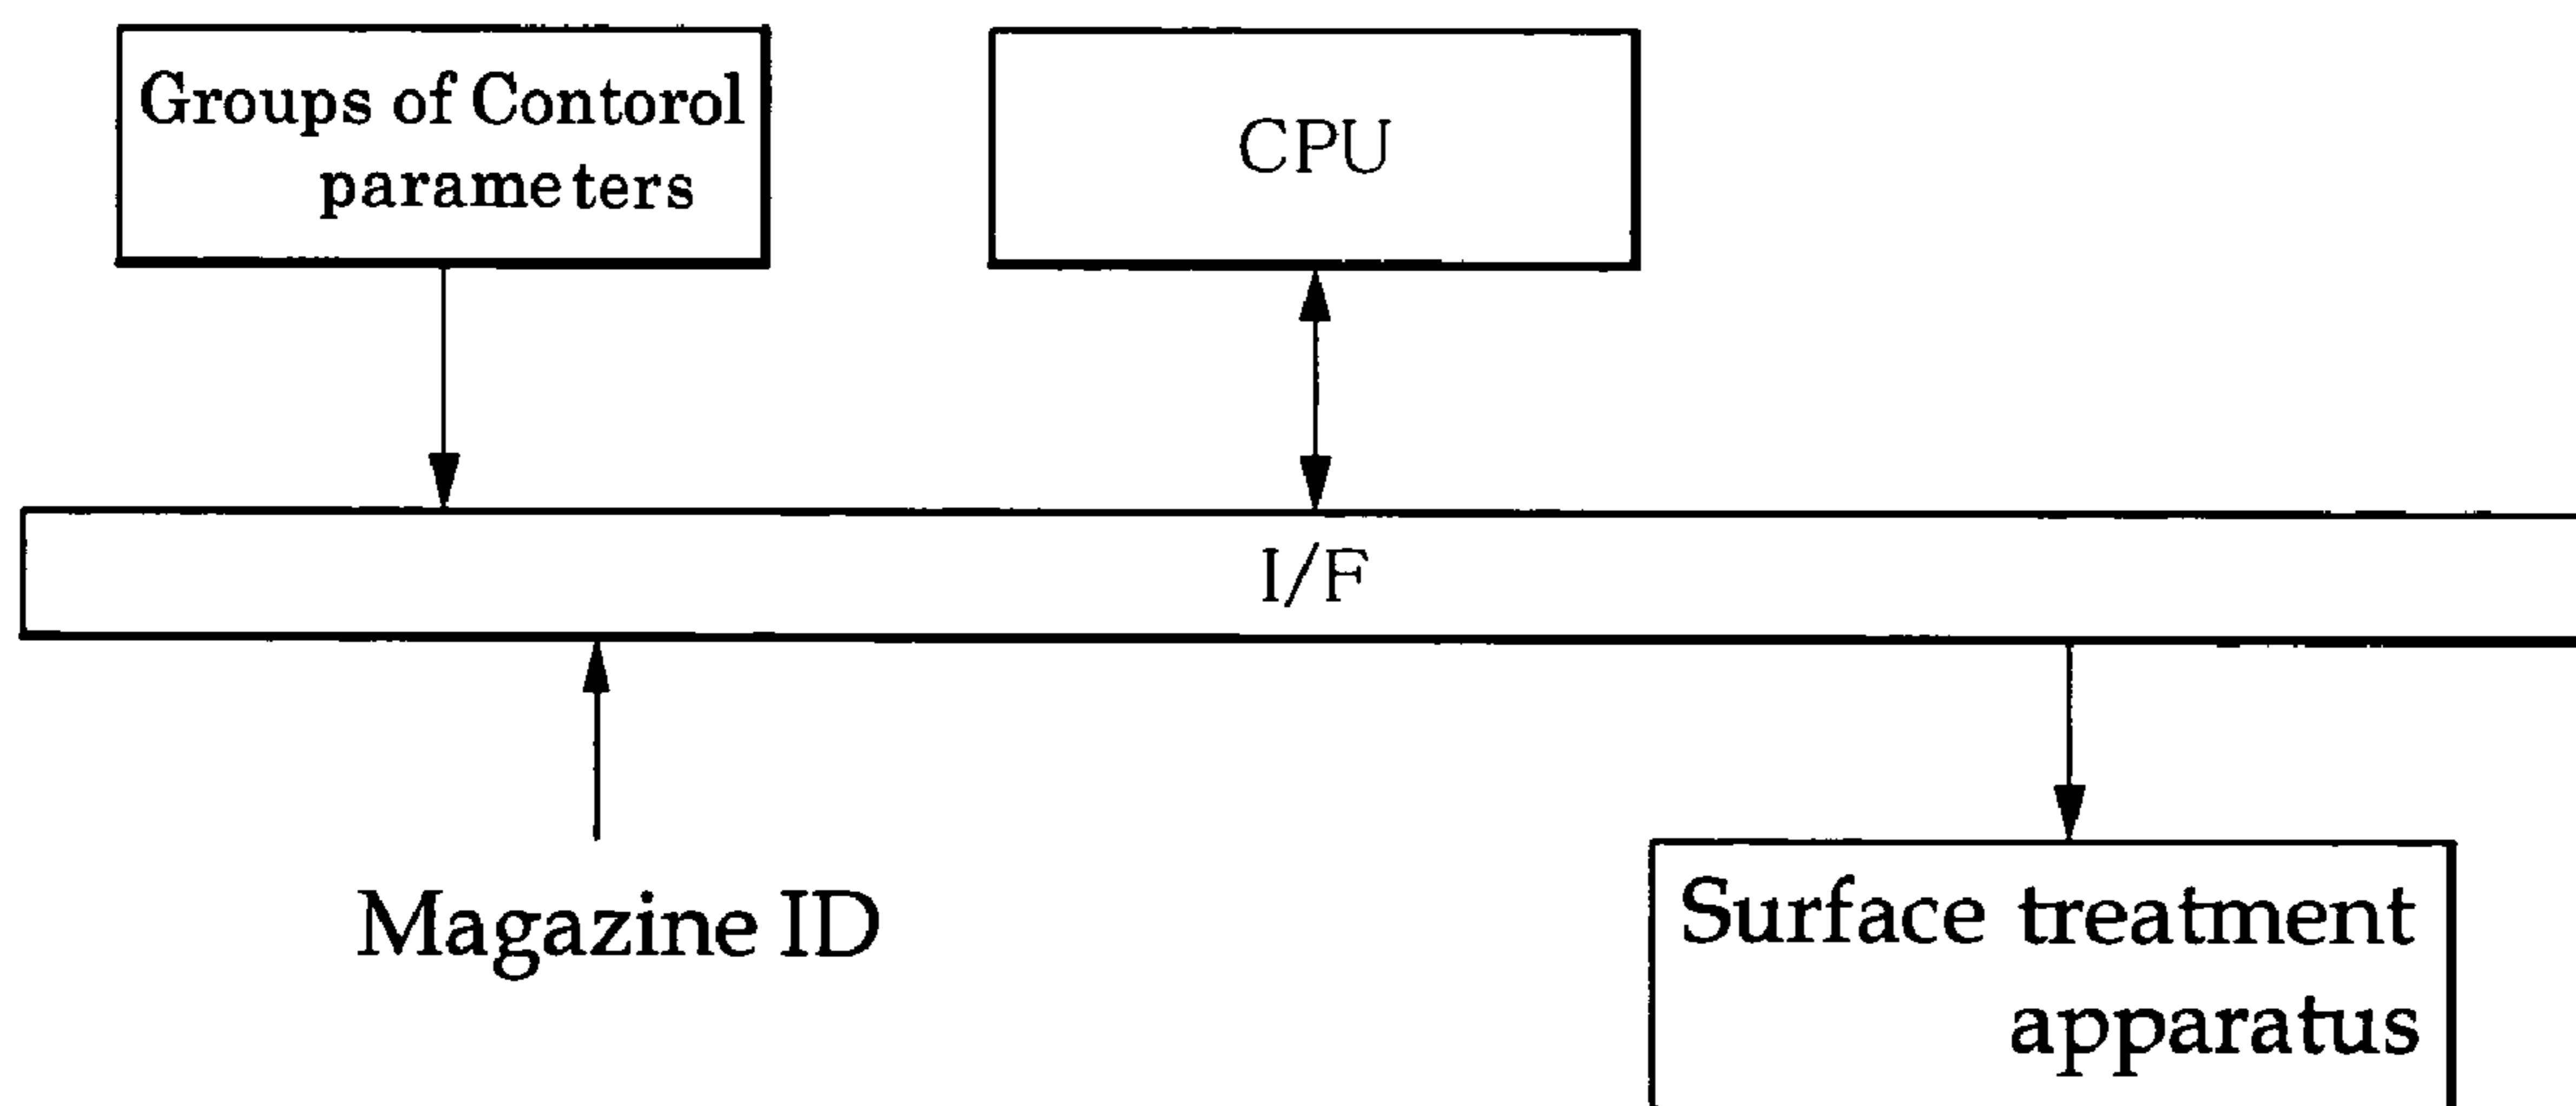 Groups of Contorol
parameters
CPU
I/F
Magazine ID
Surface treatment
apparatus